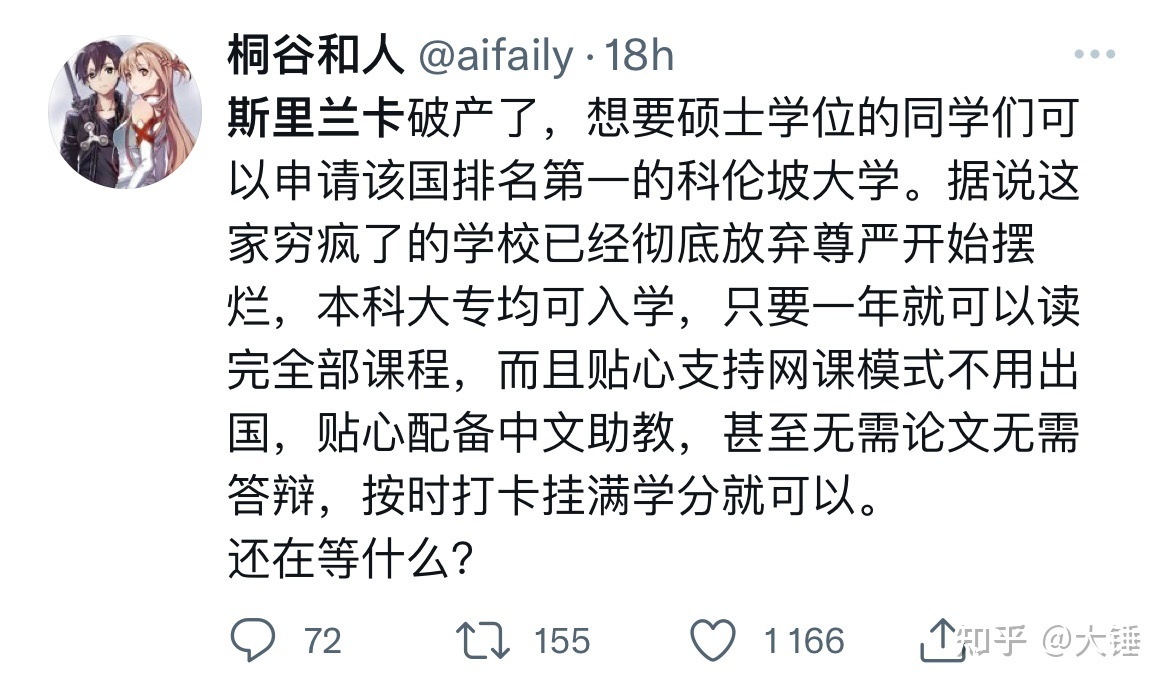 桐谷和人 @aifaily · 18h
斯里兰卡破产了，想要硕士学位的同学们可
以申请该国排名第一的科伦坡大学。据说这
家穷疯了的学校已经彻底放弃尊严开始摆
烂，本科大专均可入学，只要一年就可以读
完全部课程，而且贴心支持网课模式不用出
国，贴心配备中文助教，甚至无需论文无需
答辩，按时打卡挂满学分就可以。
还在等什么？
72 155 1 166
知乎 @大锤